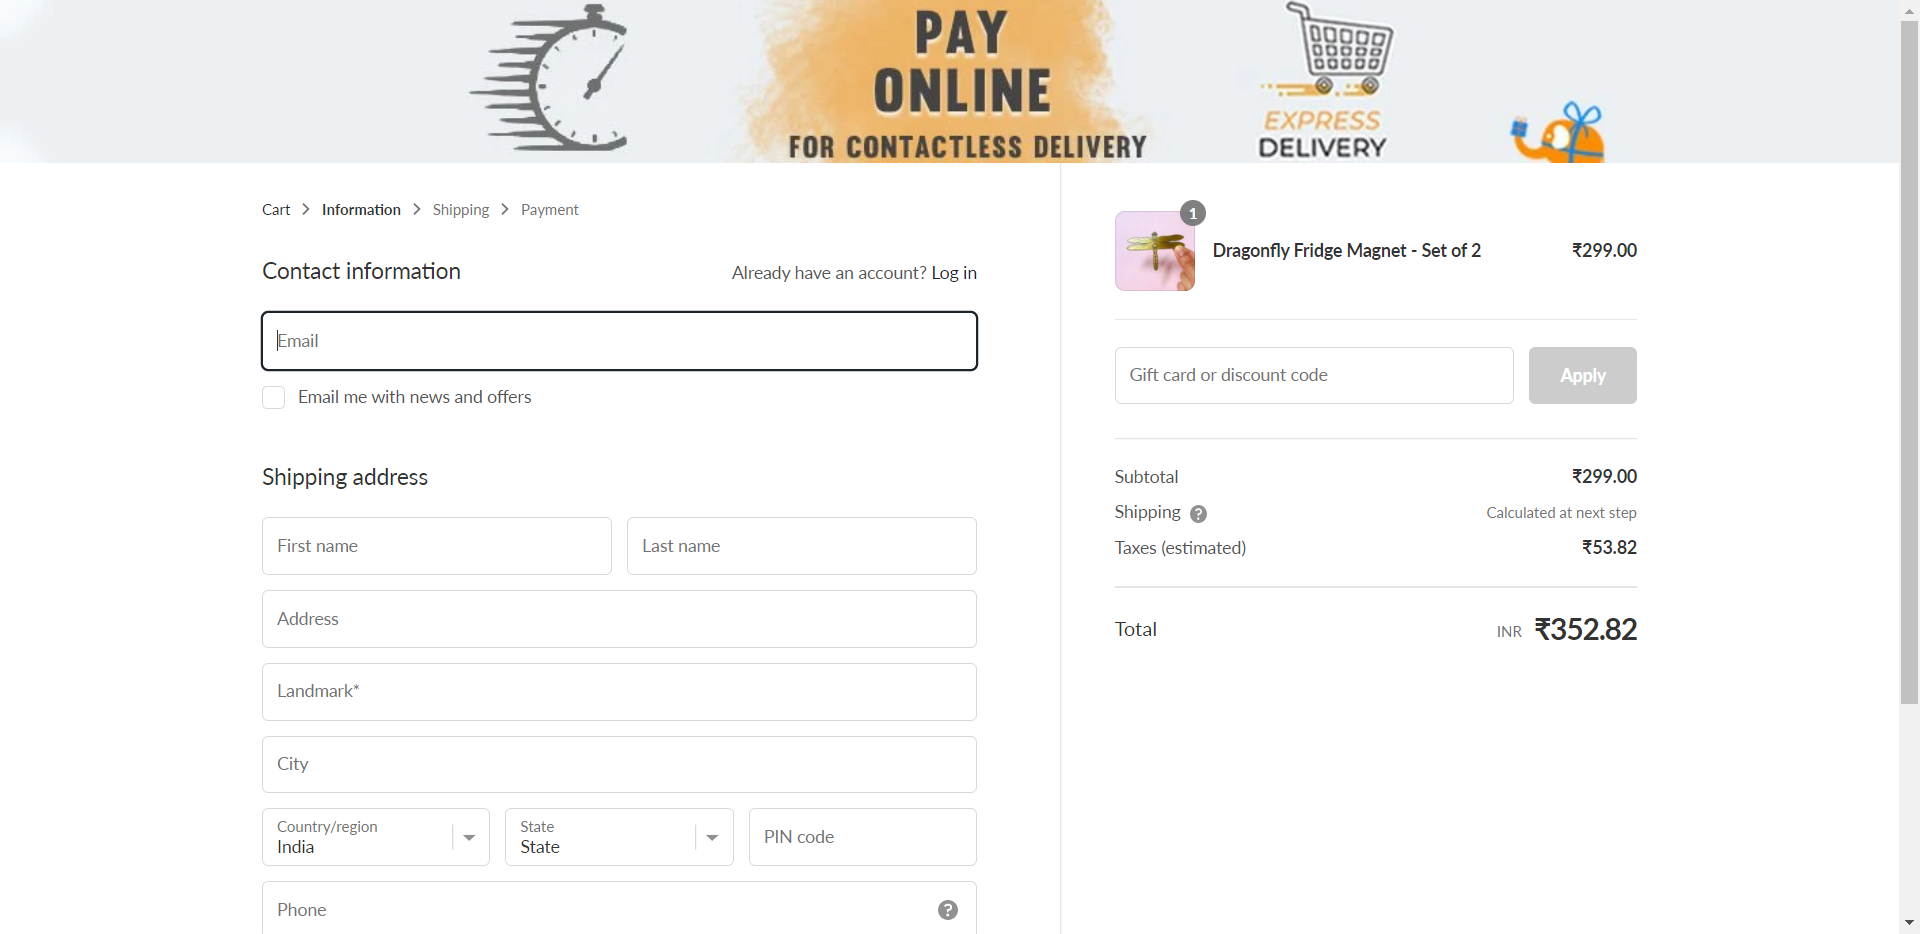 PAY
ONLINE
FOR CONTACTLESS DELIVERY
EXPRESS
DELIVERY
Cart > Information > Shipping > Payment
Contact information
Already have an account? Log in
Email
Email me with news and offers
Shipping address
First name
Last name
Address
Landmark*
City
Country/region
India
State
State
PIN code
Phone
?
1
Dragonfly Fridge Magnet - Set of 2
₹299.00
Gift card or discount code
Apply
Subtotal
₹299.00
Shipping ?
Calculated at next step
Taxes (estimated)
₹53.82
Total
INR ₹352.82